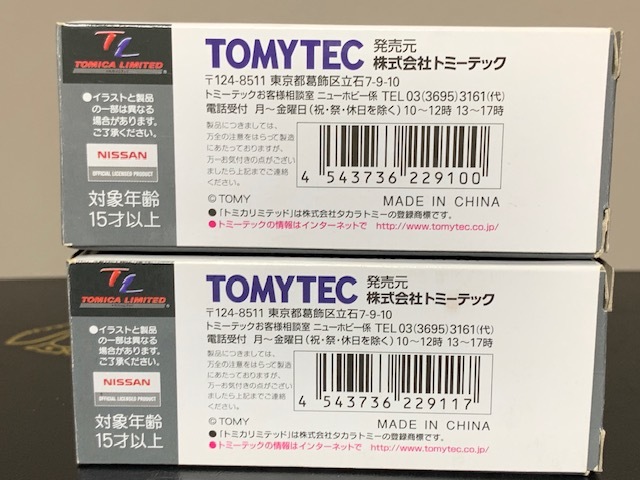 TL
TOMICA LIMITED
●イラストと製品
の一部は異なる
場合があります。
ご了承ください。
NISSAN
OFFICIAL LICENSED PRODUCT
対象年齢
15才以上
TOMYTEC 発売元
株式会社トミーテック
〒124-8511 東京都葛飾区立石7-9-10
トミーテックお客様相談室 ニューホビー係 TEL 03(3695)3161(代)
電話受付 月～金曜日(祝・祭・休日を除く)10～12時 13～17時
製品につきましては、
万全の注意をはらって製造
にあたっておりますが、
万一お気付きの点がござい
ましたら上記までご連絡
ください。
4 543736 229100
© TOMY MADE IN CHINA
●「トミカリミテッド」は株式会社タカラトミーの登録商標です。
●トミーテックの情報はインターネットで http://www.tomytec.co.jp/
TL
TOMICA LIMITED
●イラストと製品
の一部は異なる
場合があります。
ご了承ください。
NISSAN
OFFICIAL LICENSED PRODUCT
対象年齢
15才以上
TOMYTEC 発売元
株式会社トミーテック
〒124-8511 東京都葛飾区立石7-9-10
トミーテックお客様相談室 ニューホビー係 TEL 03(3695)3161(代)
電話受付 月～金曜日(祝・祭・休日を除く)10～12時 13～17時
製品につきましては、
万全の注意をはらって製造
にあたっておりますが、
万一お気付きの点がござい
ましたら上記までご連絡
ください。
4 543736 229117
© TOMY MADE IN CHINA
●「トミカリミテッド」は株式会社タカラトミーの登録商標です。
●トミーテックの情報はインターネットで http://www.tomytec.co.jp/